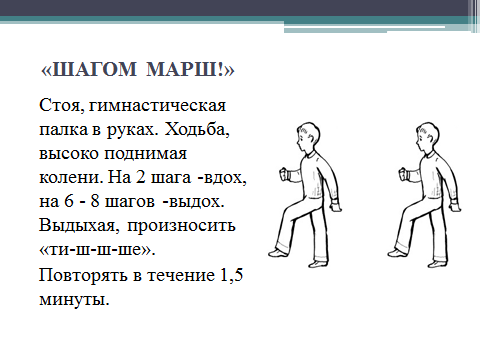 «ШАГОМ МАРШ!»
Стоя, гимнастическая
палка в руках. Ходьба,
высоко поднимая
колени. На 2 шага -вдох,
на 6 - 8 шагов -выдох.
Выдыхая, произносить
«ти-ш-ш-ше».
Повторять в течение 1,5
минуты.